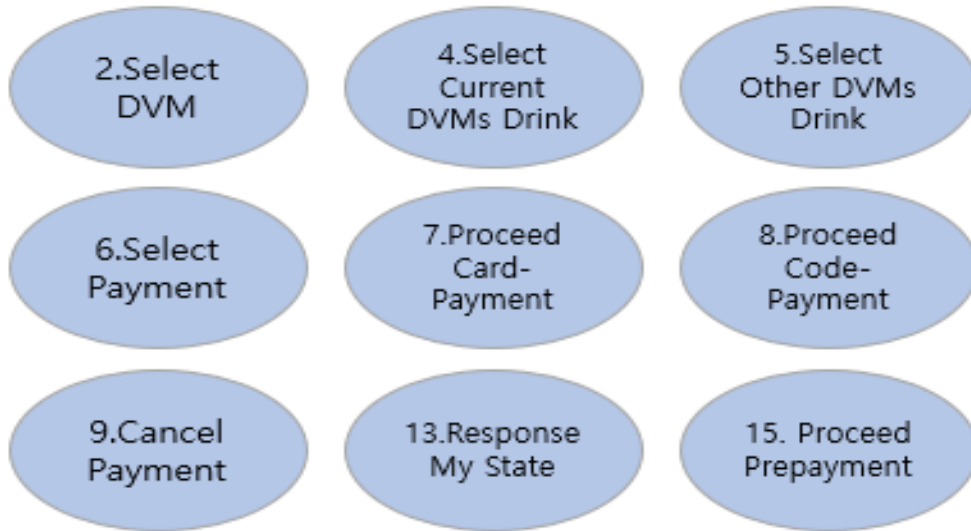 2.Select
DVM
4.Select
Current
DVMs Drink
5.Select
Other DVMs
Drink
6.Select
Payment
7.Proceed
Card-
Payment
8.Proceed
Code-
Payment
9.Cancel
Payment
13.Response
My State
15. Proceed
Prepayment